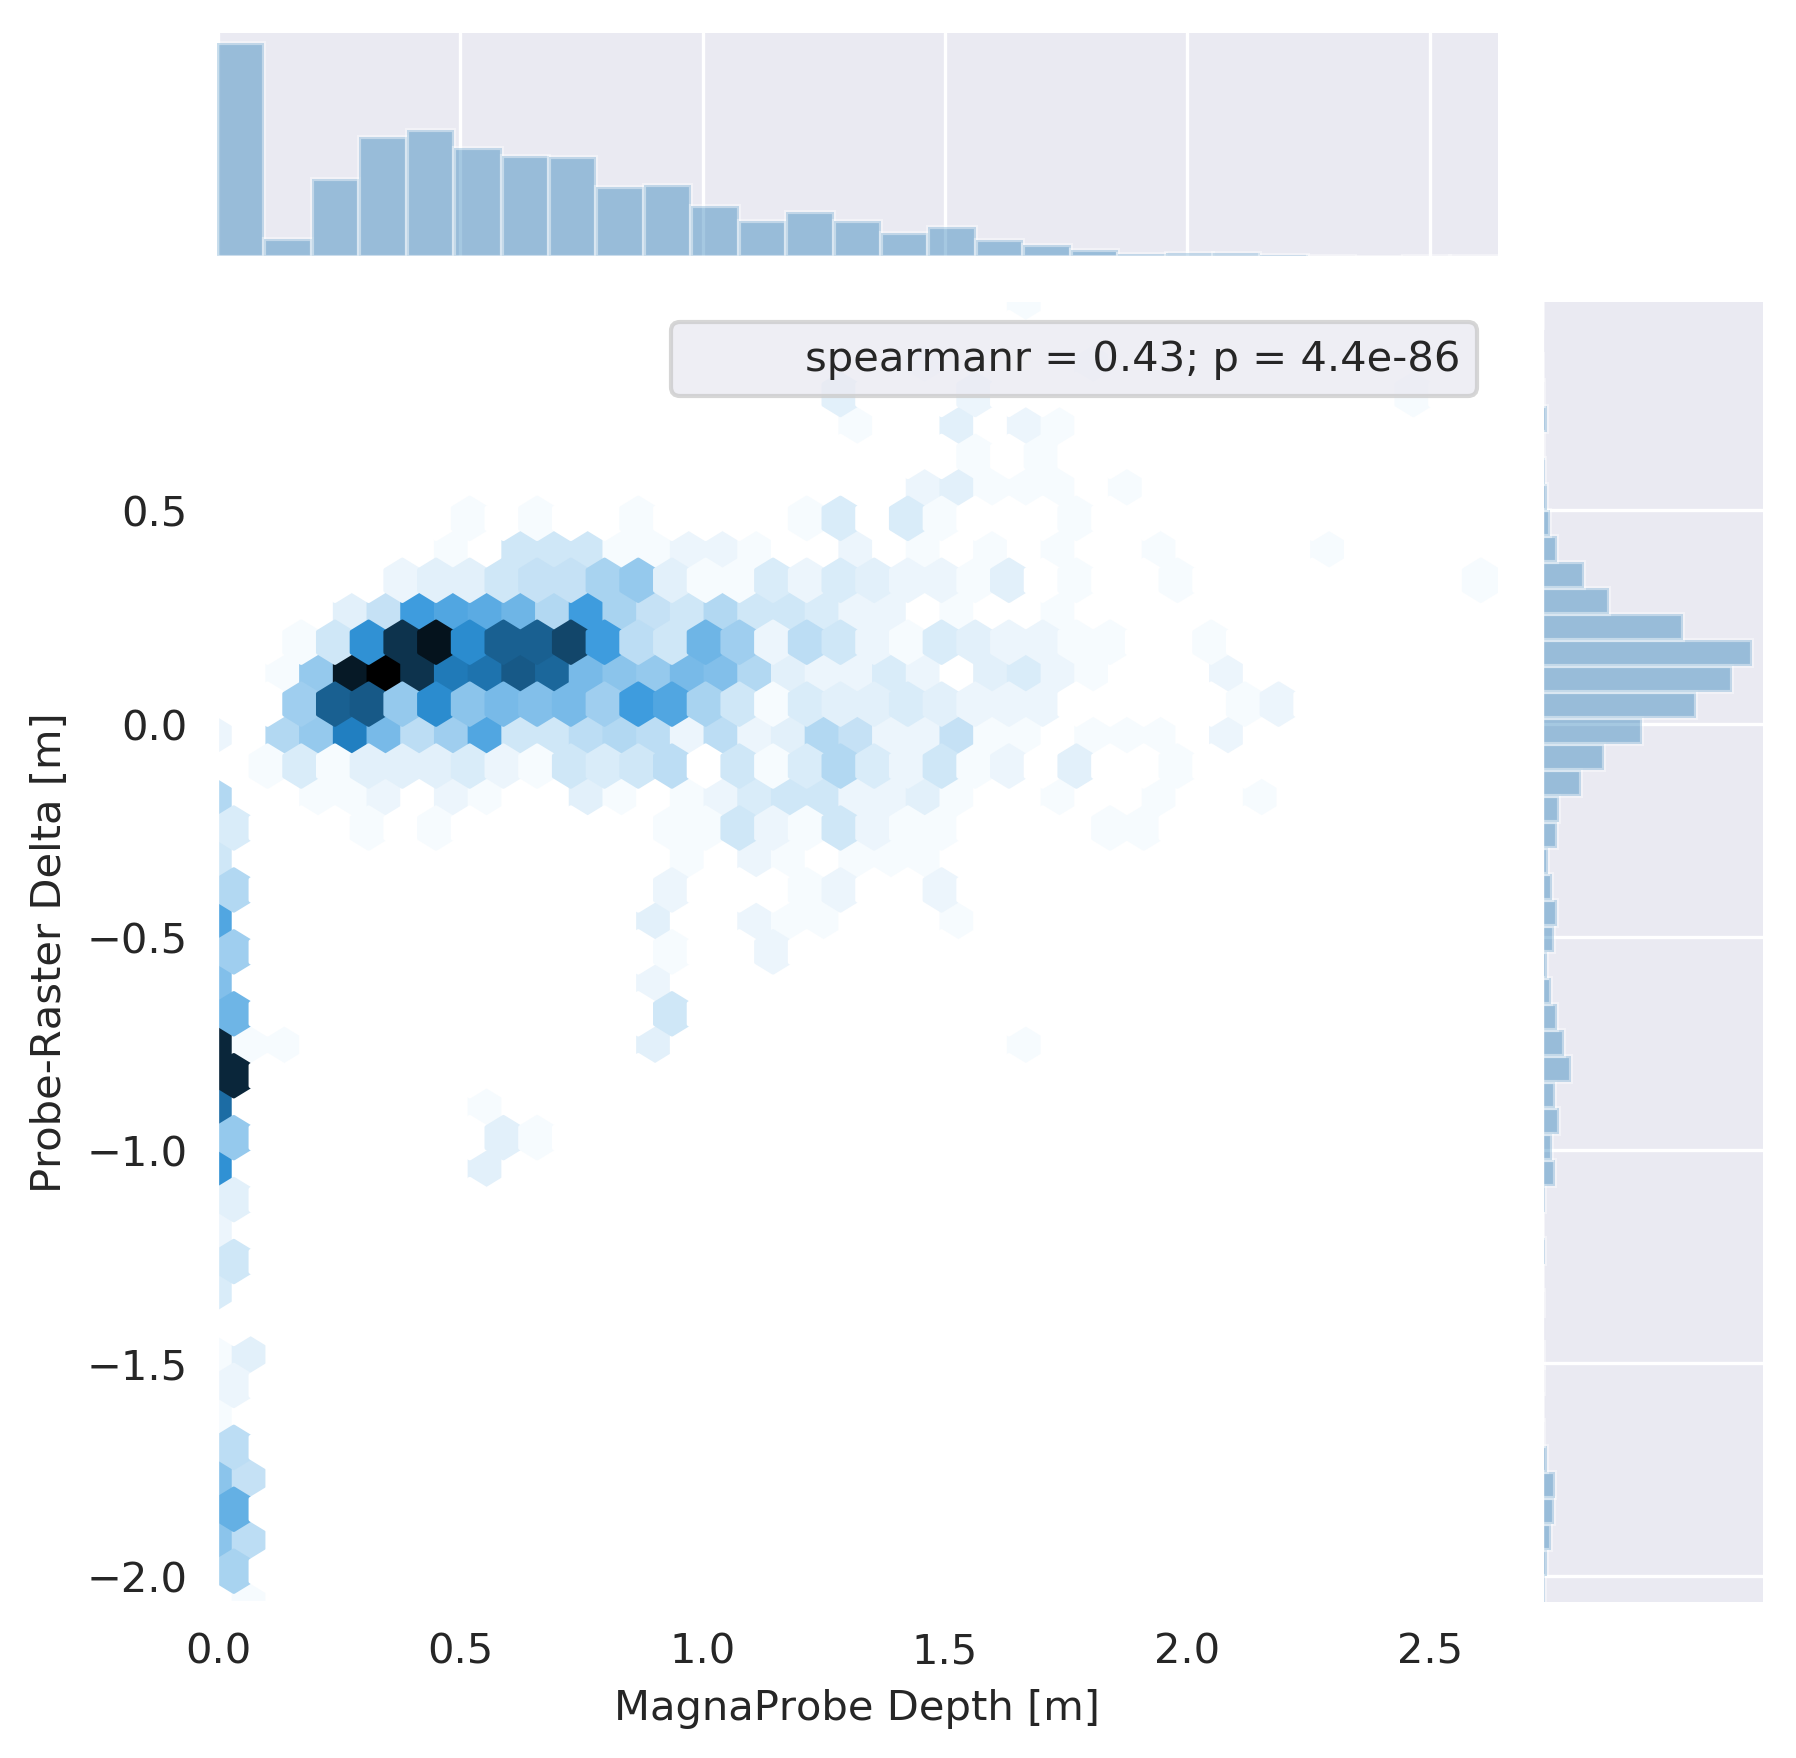 spearmanr = 0.43; p = 4.4e-86
Probe-Raster Delta [m]
0.5
0.0
−0.5
−1.0
−1.5
−2.0
0.0 0.5 1.0 1.5 2.0 2.5
MagnaProbe Depth [m]